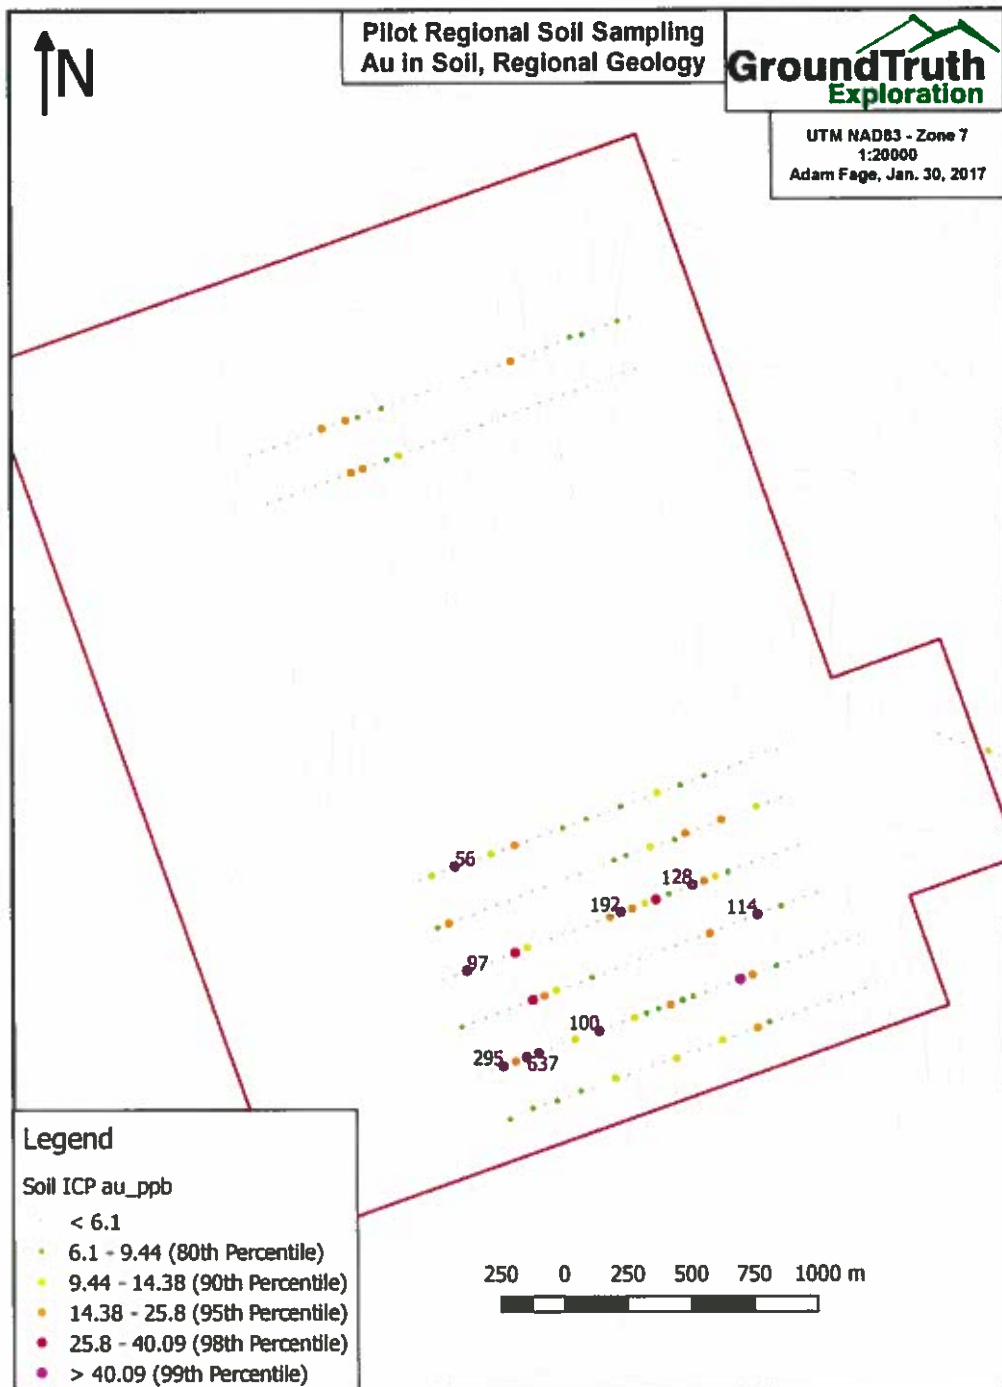 N
Pilot Regional Soil Sampling
Au in Soil, Regional Geology
GroundTruth
Exploration
UTM NAD83 - Zone 7
1:20000
Adam Fage, Jan. 30, 2017
56
128
192
114
97
100
295
637
Legend
Soil ICP au_ppb
< 6.1
6.1 - 9.44 (80th Percentile)
9.44 - 14.38 (90th Percentile)
14.38 - 25.8 (95th Percentile)
25.8 - 40.09 (98th Percentile)
> 40.09 (99th Percentile)
250 0 250 500 750 1000 m